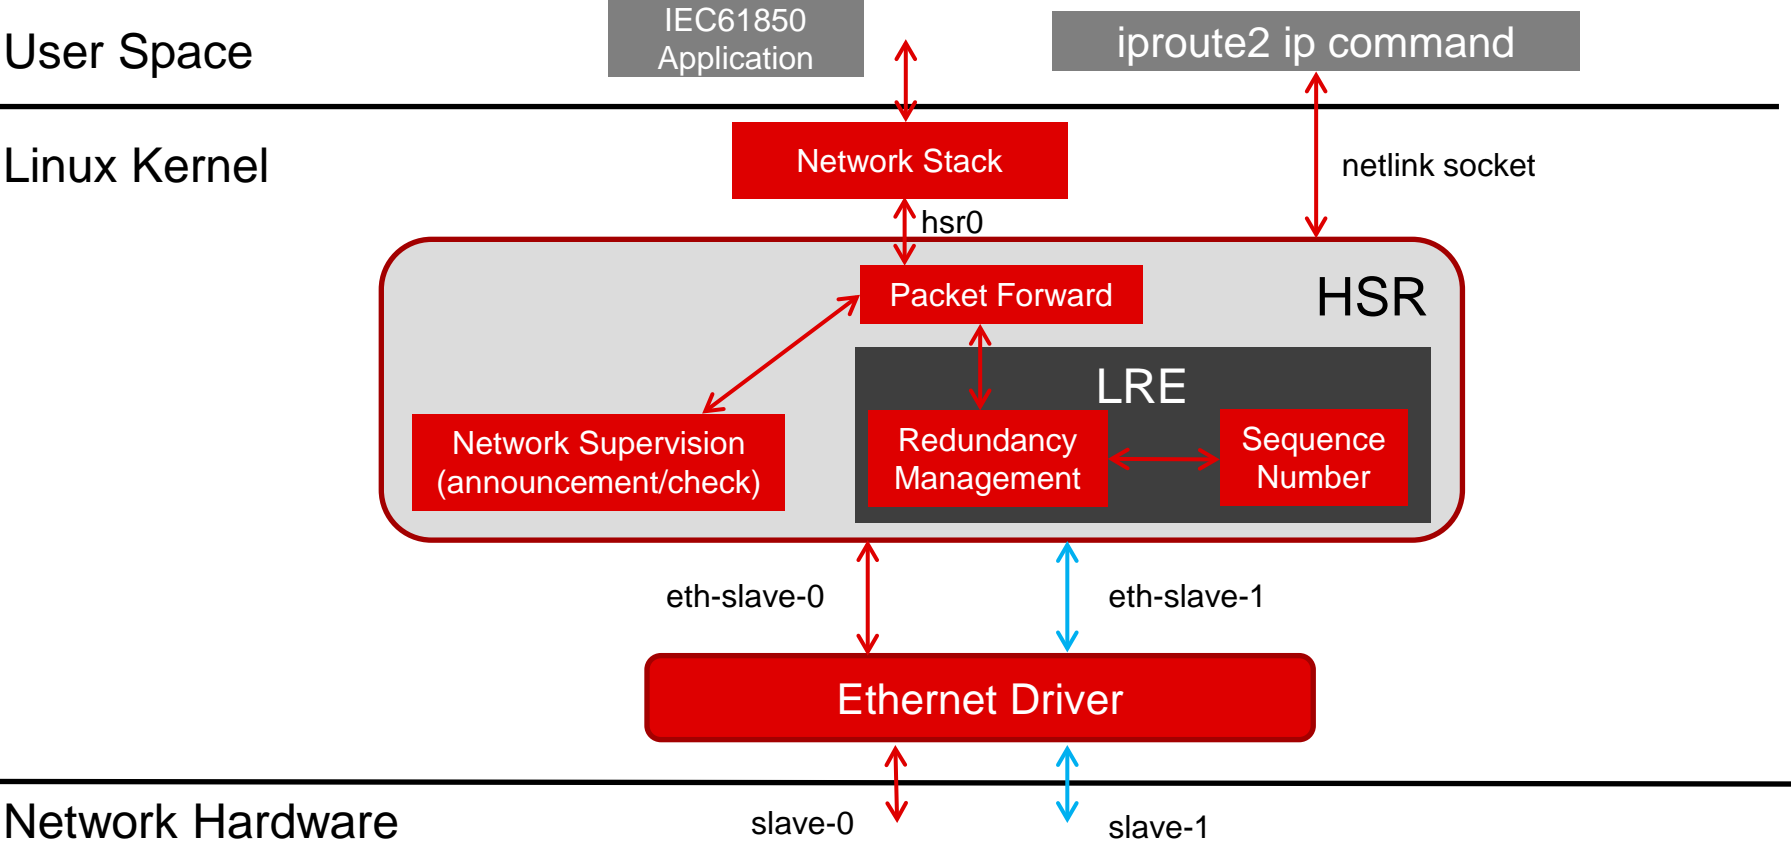 User Space
IEC61850
Application
iproute2 ip command
Linux Kernel
Network Stack
netlink socket
hsr0
HSR
Packet Forward
LRE
Network Supervision
(announcement/check)
Redundancy
Management
Sequence
Number
eth-slave-0
eth-slave-1
Ethernet Driver
Network Hardware
slave-0
slave-1